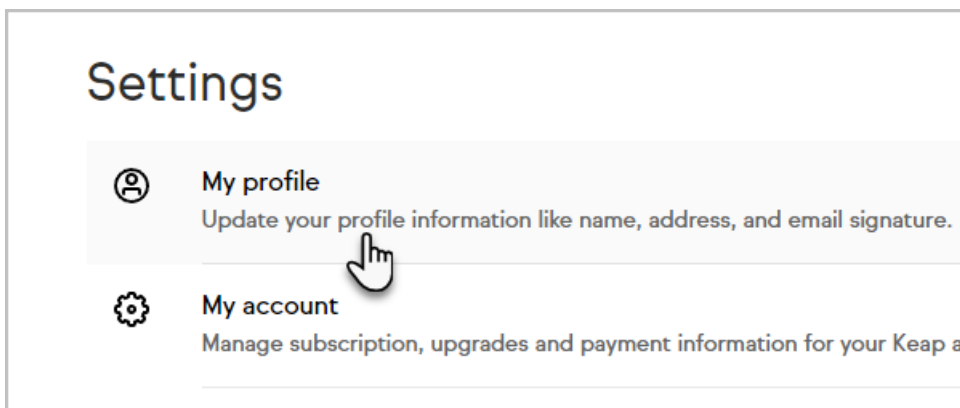 Settings
My profile
Update your profile information like name, address, and email signature.
My account
Manage subscription, upgrades and payment information for your Keap